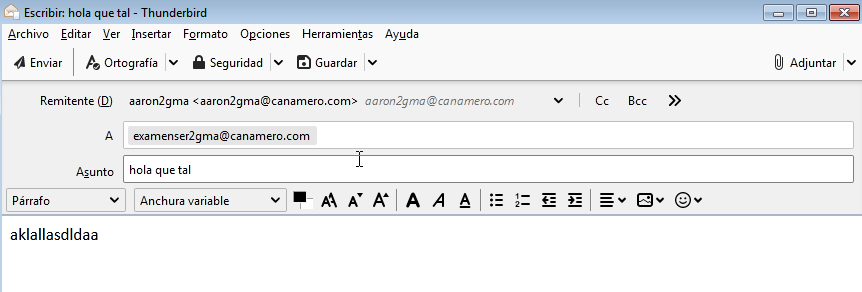 Escribir: hola que tal - Thunderbird
Archivo Editar Ver Insertar Formato Opciones Herramientas Ayuda
Enviar Ortografía Seguridad Guardar Adjuntar
Remitente (D) aaron2gma <aaron2gma@canamero.com> aaron2gma@canamero.com Cc Bcc
A examenser2gma@canamero.com
Asunto hola que tal
Párrafo Anchura variable
aklallasdldaa